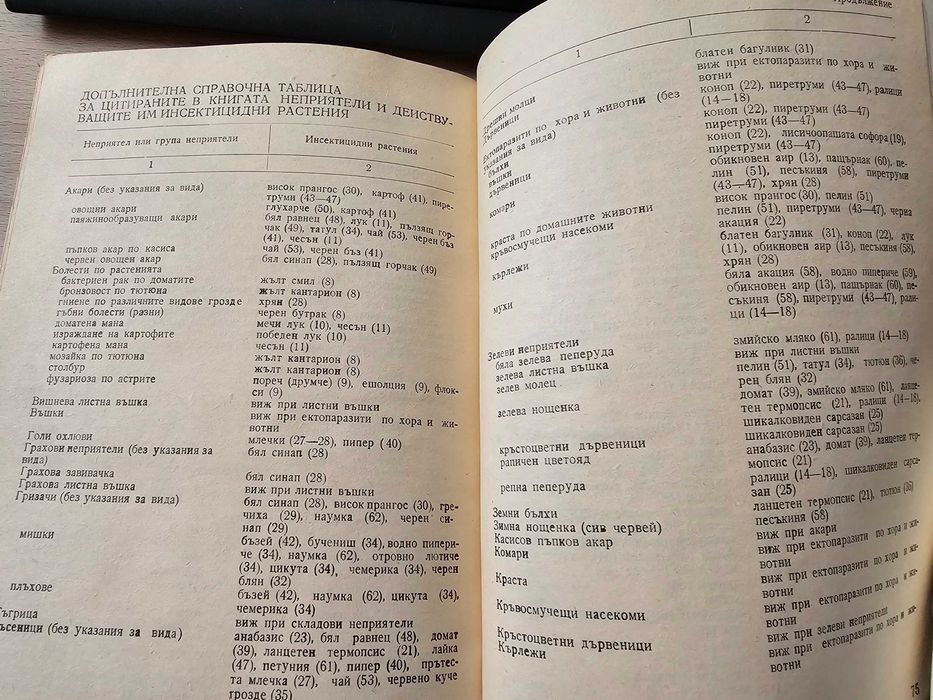 ДОПЪЛНИТЕЛНА СПРАВОЧНА ТАБЛИЦА
ЗА ЦИТИРАНИТЕ В КНИГАТА НЕПРИЯТЕЛИ И ДЕЙСТВУ-
ВАЩИТЕ ИМ ИНСЕКТИЦИДНИ РАСТЕНИЯ
Неприятел или група неприятели Инсектицидни растения
1 2
Акари (без указания за вида) висок прангос (30), картоф (41), пире-
труми (43—47)
овощни акари глухарче (50), картоф (41)
паяжинообразуващи акари бял равнец (48), лук (11), пълзящ гор-
чак (49), татул (34), чай (53), черен бъз
(41), чесън (11)
пъпков акар по касиса чай (53), черен бъз (41)
червен овощен акар бял синап (28), пълзящ горчак (49)
Болести по растенията
бактериен рак по доматите жълт смил (8)
бронзовост по тютюна жълт кантарион (8)
гниене по различните видове грозде хрян (28)
гъбни болести (разни) черен бутрак (8)
доматена мана мечи лук (10), чесън (11)
израждане на картофите победен лук (10)
картофена мана чесън (11)
мозайка по тютюна жълт кантарион (8)
столбур жълт кантарион (8)
фузариоза по астрите пореч (друмче) (9), ешолция (9), флок-
си (9)
Вишнева листна въшка виж при листни въшки
Въшки виж при ектопаразити по хора и жи-
вотни
Голи охлюви млечки (27—28), пипер (40)
Грахови неприятели (без указания за бял синап (28)
вида)
Грахова завивачка бял синап (28)
Грахова листна въшка виж при листни въшки
Гризачи (без указания за вида) бял синап (28), висок прангос (30), гре-
чиха (29), наумка (62), черен си-
нап (29)
мишки бъзей (42), бучениш (34), водно пипери-
че (34), наумка (62), отровно лютиче
(34), цикута (34), чемерика (34), черен
блян (32)
плъхове бъзей (42), наумка (62), цикута (34),
чемерика (34)
ъгрица виж при складови неприятели
ъсеници (без указания за вида) анабазис (23), бял равнец (48), домат
(39), ланцетен термопсис (21), лайка
(47), петуния (61), пипер (40), прътес-
та млечка (27), чай (53), червено куче
грозде (35)
Продължение
1 2
блатен багулник (31)
виж при ектопаразити по хора и жи-
вотни
Дрешни молци коноп (22), пиретруми (43—47), ралици
Дървеници (14—18)
Ектопаразити по хора и животни (без коноп (22), пиретруми (43—47)
указания за вида) пиретруми (43—47)
бълхи коноп (22), лисичоопашата софора (19),
въшки пиретруми (43—47)
дървеници обикновен аир (13), пащърнак (60), пе-
лин (51), песъкиня (58), пиретруми
комари (43—47), хрян (28)
висок прангос (30), пелин (51)
краста по домашните животни пелин (51), пиретруми (43—47), черна
кръвосмучещи насекоми акация (22)
блатен багулник (31), коноп (22), лук
кърлежи (11), обикновен аир (13), песъкиня (58),
хрян (28)
мухи бяла акация (58), водно пипериче (59),
обикновен аир (13), пащърнак (60), пе-
съкиня (58), пиретруми (43—47), рали-
ци (14—18)
Зелеви неприятели
бяла зелева пеперуда змийско мляко (61), ралици (14—18)
зелева листна въшка виж при листни въшки
зелев молец пелин (51), татул (34), тютюн (36), че-
рен блян (32)
зелева нощенка домат (39), змийско мляко (61), ланце-
тен термопсис (21), ралици (14—18),
шикалковиден сарсазан (25)
кръстоцветни дървеници шикалковиден сарсазан (25)
рапичен цветояд анабазис (23), домат (39), ланцетен тер-
мопсис (21)
репна пеперуда ралици (14—18), шикалковиден сарса-
зан (25)
Земни бълхи ланцетен термопсис (21), тютюн (36)
Зимна нощенка (сив червей) песъкиня (58)
Касисов пъпков акар виж при акари
Комари виж при ектопаразити по хора и жи-
вотни
Краста виж при ектопаразити по хора и жи-
вотни
Кръвосмучещи насекоми виж при ектопаразити по хора и жи-
вотни
Кръстоцветни дървеници виж при зелеви неприятели
Кърлежи виж при ектопаразити по хора и жи-
вотни
75